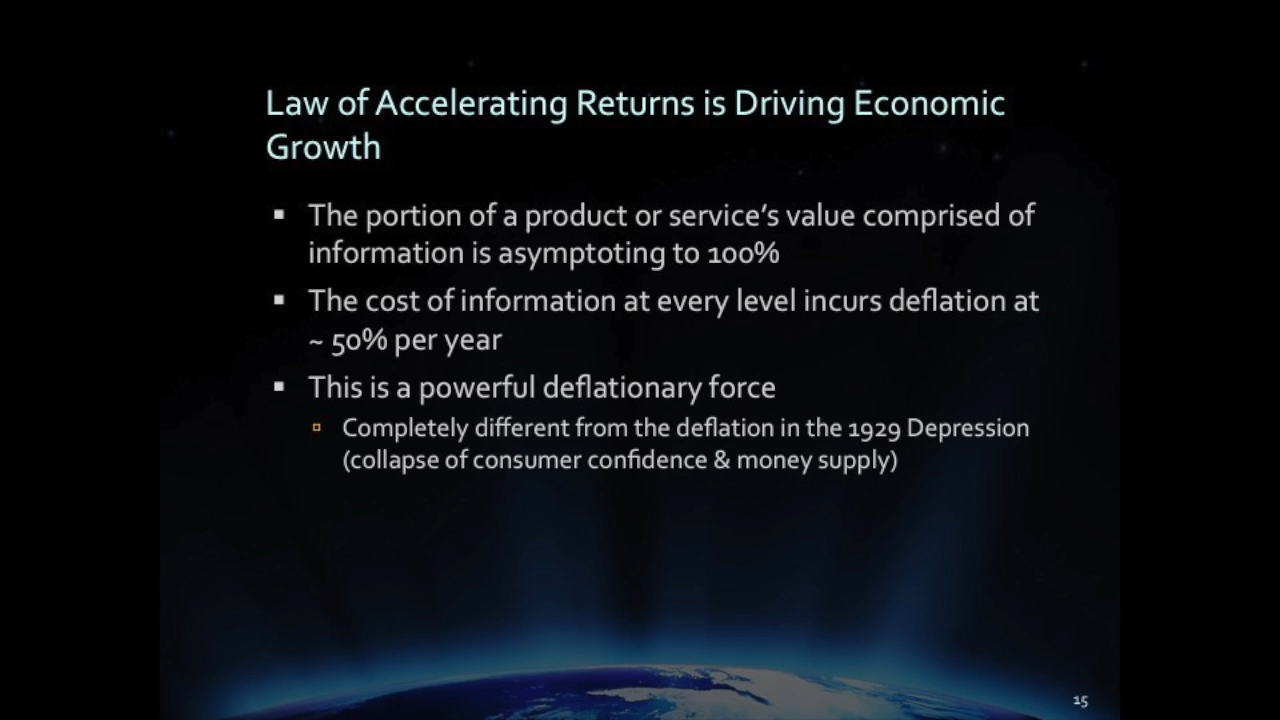 Law of Accelerating Returns is Driving Economic
Growth
▪ The portion of a product or service’s value comprised of
information is asymptoting to 100%
▪ The cost of information at every level incurs deflation at
~ 50% per year
▪ This is a powerful deflationary force
▫ Completely different from the deflation in the 1929 Depression
(collapse of consumer confidence & money supply)
15